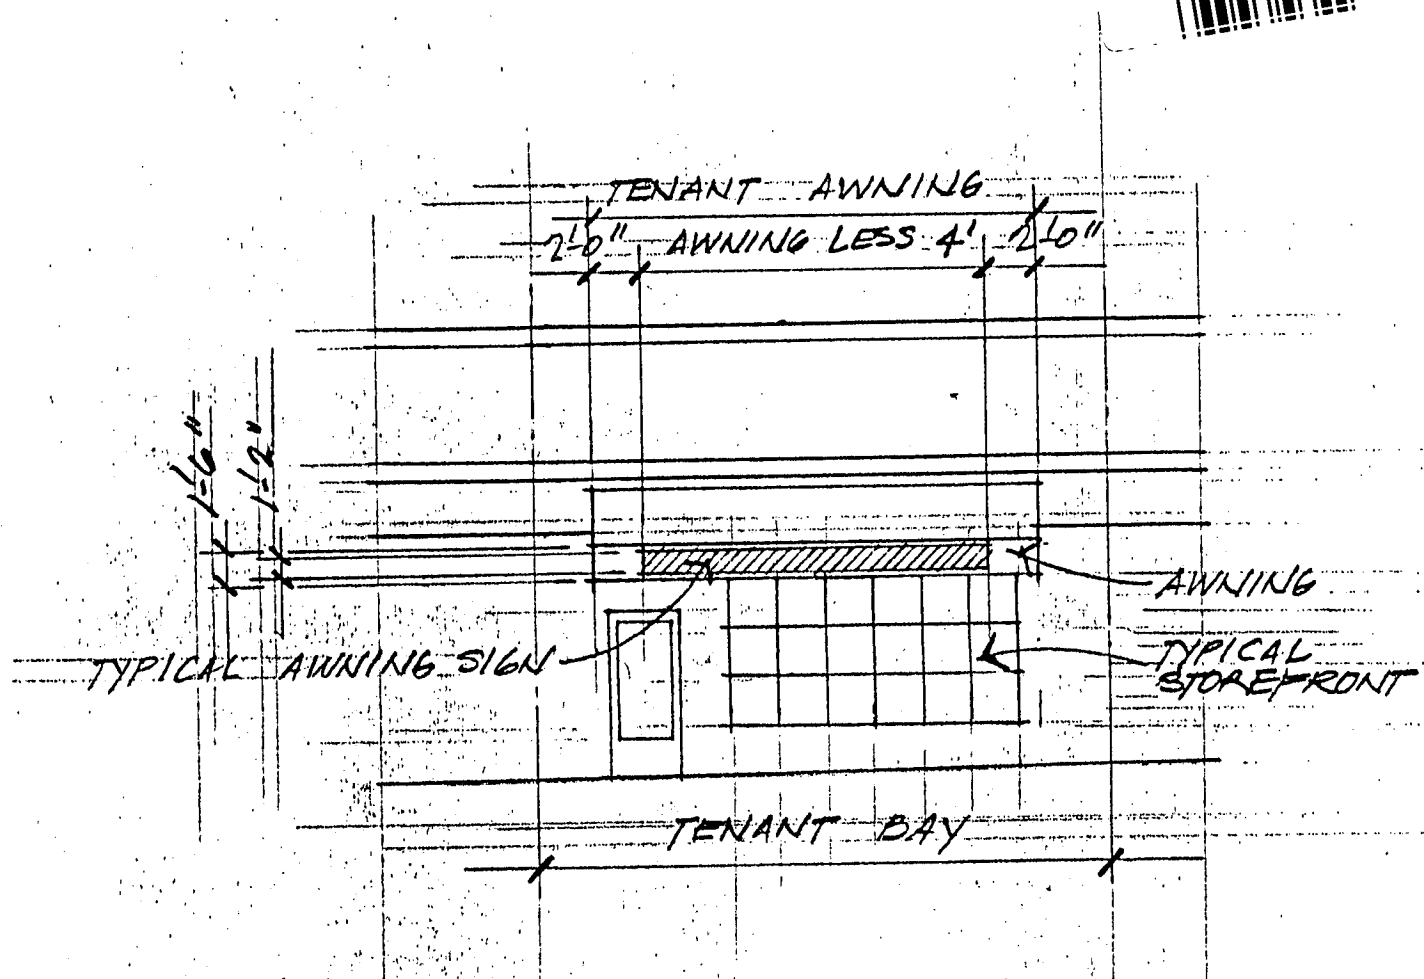 TENANT AWNING
2'-0" AWNING LESS 4' 2'-0"
1'-6"
1'-2"
AWNING
TYPICAL AWNING SIGN
TYPICAL
STOREFRONT
TENANT BAY